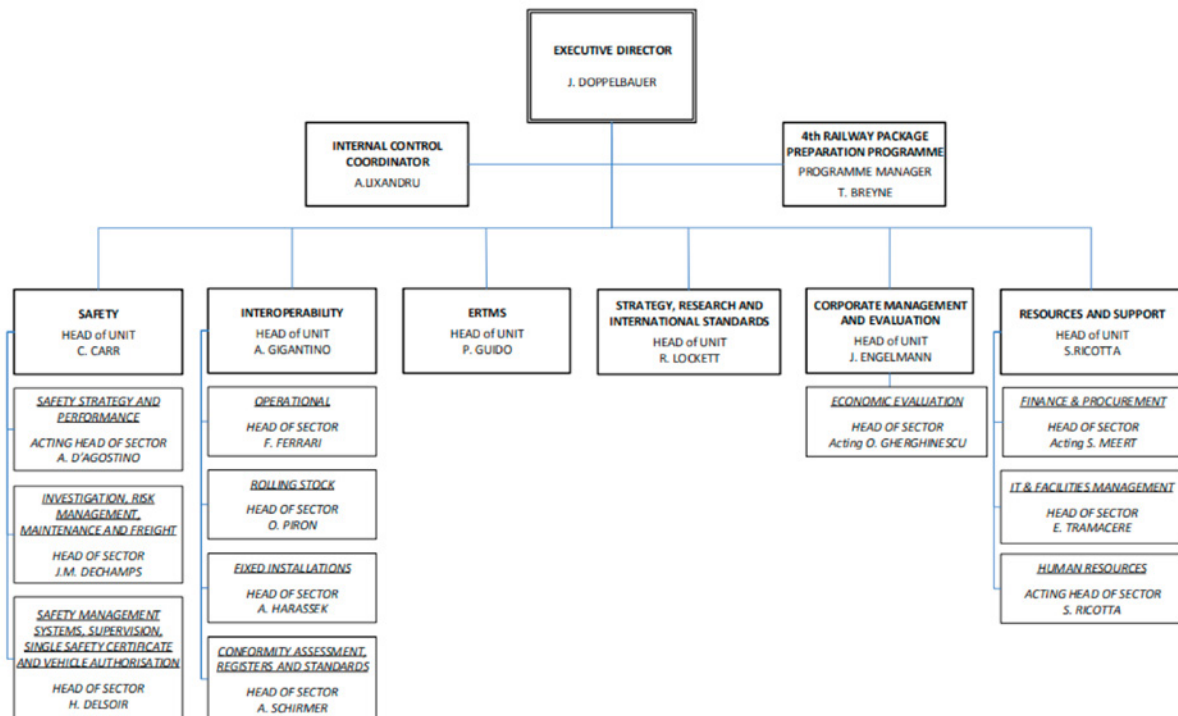 EXECUTIVE DIRECTOR
J. DOPPELBAUER
INTERNAL CONTROL
COORDINATOR
A.LIXANDRU
4th RAILWAY PACKAGE
PREPARATION PROGRAMME
PROGRAMME MANAGER
T. BREYNE
SAFETY
HEAD of UNIT
C. CARR
SAFETY STRATEGY AND
PERFORMANCE
ACTING HEAD OF SECTOR
A. D'AGOSTINO
INVESTIGATION, RISK
MANAGEMENT,
MAINTENANCE AND FREIGHT
HEAD OF SECTOR
J.M. DECHAMPS
SAFETY MANAGEMENT
SYSTEMS, SUPERVISION,
SINGLE SAFETY CERTIFICATE
AND VEHICLE AUTHORISATION
HEAD OF SECTOR
H. DELSOIR
INTEROPERABILITY
HEAD of UNIT
A. GIGANTINO
OPERATIONAL
HEAD OF SECTOR
F. FERRARI
ROLLING STOCK
HEAD OF SECTOR
O. PIRON
FIXED INSTALLATIONS
HEAD OF SECTOR
A. HARASSEK
CONFORMITY ASSESSMENT,
REGISTERS AND STANDARDS
HEAD OF SECTOR
A. SCHIRMER
ERTMS
HEAD of UNIT
P. GUIDO
STRATEGY, RESEARCH AND
INTERNATIONAL STANDARDS
HEAD of UNIT
R. LOCKETT
CORPORATE MANAGEMENT
AND EVALUATION
HEAD of UNIT
J. ENGELMANN
ECONOMIC EVALUATION
HEAD OF SECTOR
Acting O. GHERGHINESCU
RESOURCES AND SUPPORT
HEAD of UNIT
S.RICOTTA
FINANCE & PROCUREMENT
HEAD OF SECTOR
Acting S. MEERT
IT & FACILITIES MANAGEMENT
HEAD OF SECTOR
E. TRAMACERE
HUMAN RESOURCES
ACTING HEAD OF SECTOR
S. RICOTTA